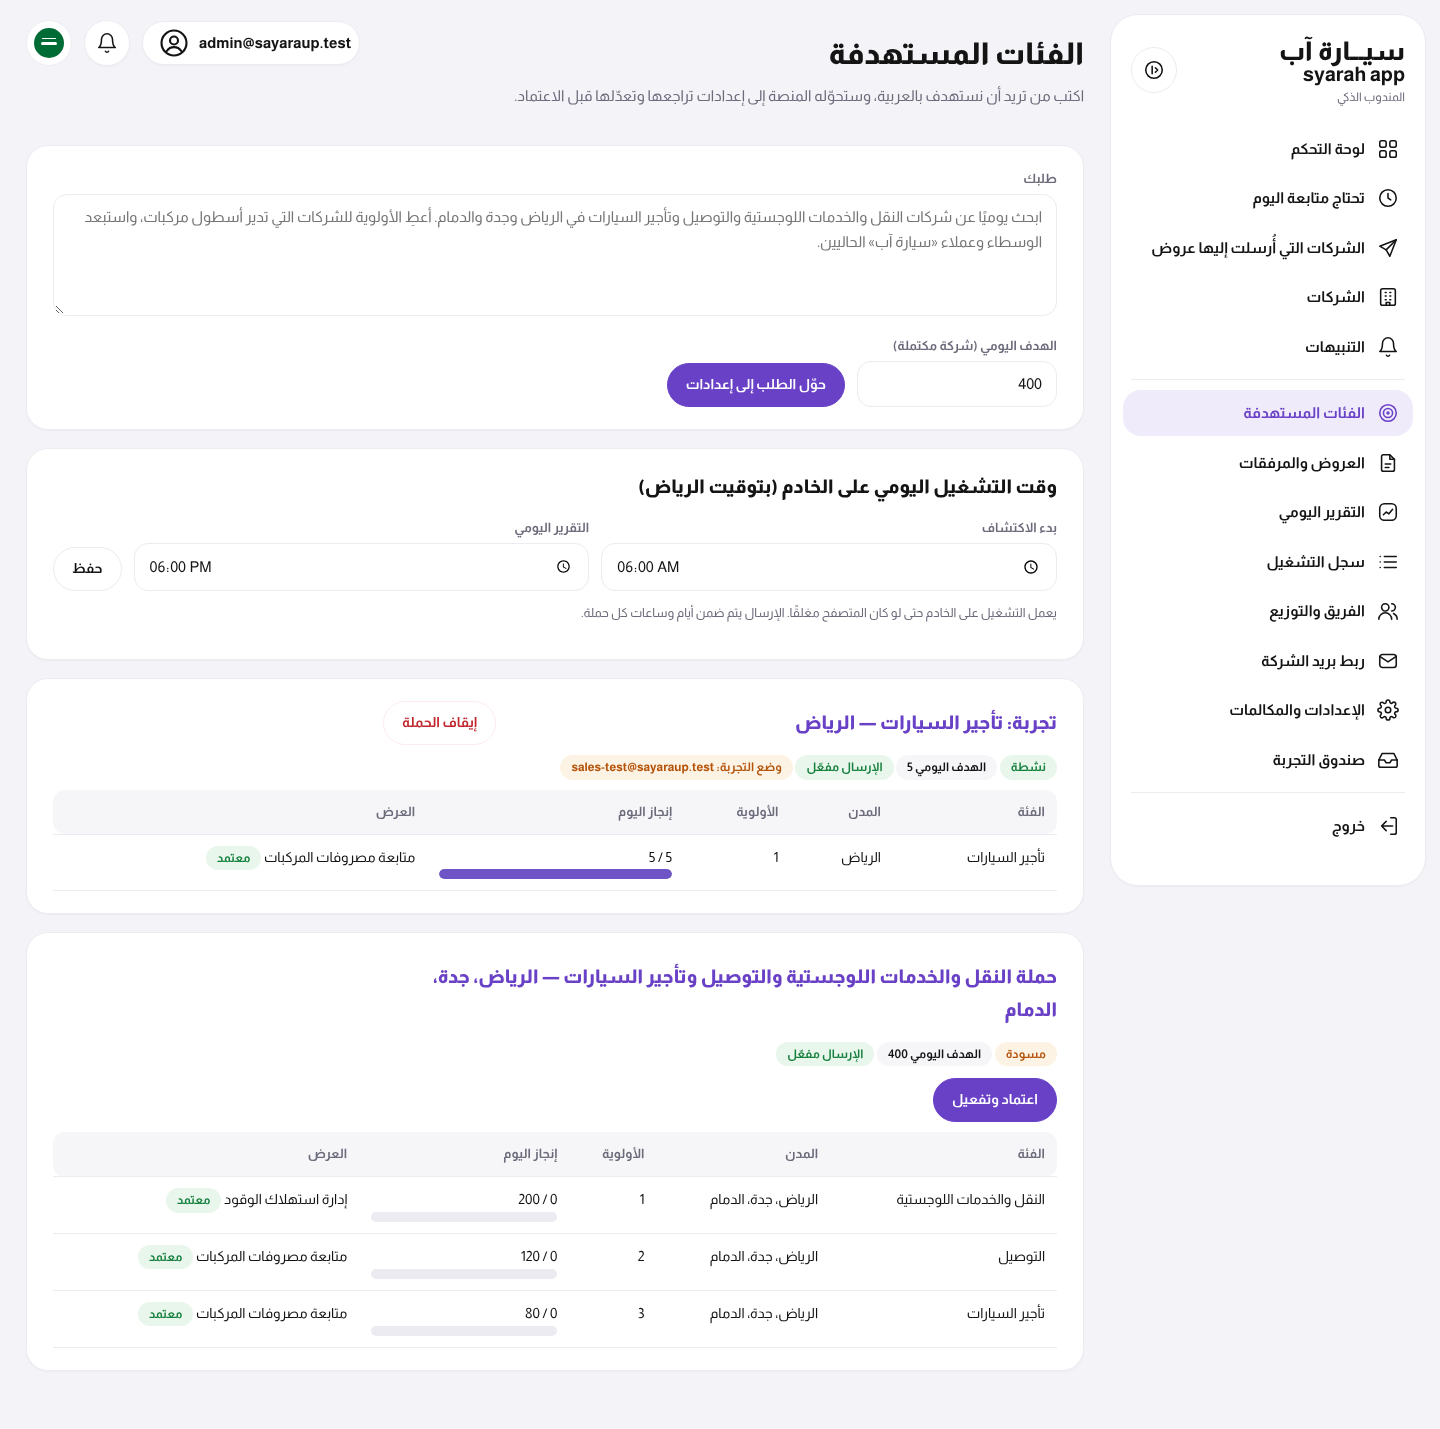 سيــارة آب
syarah app
المندوب الذكي
لوحة التحكم
تحتاج متابعة اليوم
الشركات التي أُرسلت إليها عروض
الشركات
التنبيهات
الفئات المستهدفة
العروض والمرفقات
التقرير اليومي
سجل التشغيل
الفريق والتوزيع
ربط بريد الشركة
الإعدادات والمكالمات
صندوق التجربة
خروج
admin@sayaraup.test
الفئات المستهدفة
اكتب من تريد أن نستهدف بالعربية، وستحوّله المنصة إلى إعدادات تراجعها وتعدّلها قبل الاعتماد.
طلبك
ابحث يوميًا عن شركات النقل والخدمات اللوجستية والتوصيل وتأجير السيارات في الرياض وجدة والدمام. أعطِ الأولوية للشركات التي تدير أسطول مركبات، واستبعد
الوسطاء وعملاء «سيارة آب» الحاليين.
الهدف اليومي (شركة مكتملة)
400
حوّل الطلب إلى إعدادات
وقت التشغيل اليومي على الخادم (بتوقيت الرياض)
بدء الاكتشاف
06:00 AM
التقرير اليومي
06:00 PM
حفظ
يعمل التشغيل على الخادم حتى لو كان المتصفح مغلقًا. الإرسال يتم ضمن أيام وساعات كل حملة.
تجربة: تأجير السيارات — الرياض
إيقاف الحملة
نشطة الهدف اليومي 5 الإرسال مفعّل وضع التجربة: sales-test@sayaraup.test
الفئة المدن الأولوية إنجاز اليوم العرض
تأجير السيارات الرياض 1 5 / 5 متابعة مصروفات المركبات معتمد
حملة النقل والخدمات اللوجستية والتوصيل وتأجير السيارات — الرياض، جدة،
الدمام
مسودة الهدف اليومي 400 الإرسال مفعّل
اعتماد وتفعيل
الفئة المدن الأولوية إنجاز اليوم العرض
النقل والخدمات اللوجستية الرياض، جدة، الدمام 1 0 / 200 إدارة استهلاك الوقود معتمد
التوصيل الرياض، جدة، الدمام 2 0 / 120 متابعة مصروفات المركبات معتمد
تأجير السيارات الرياض، جدة، الدمام 3 0 / 80 متابعة مصروفات المركبات معتمد